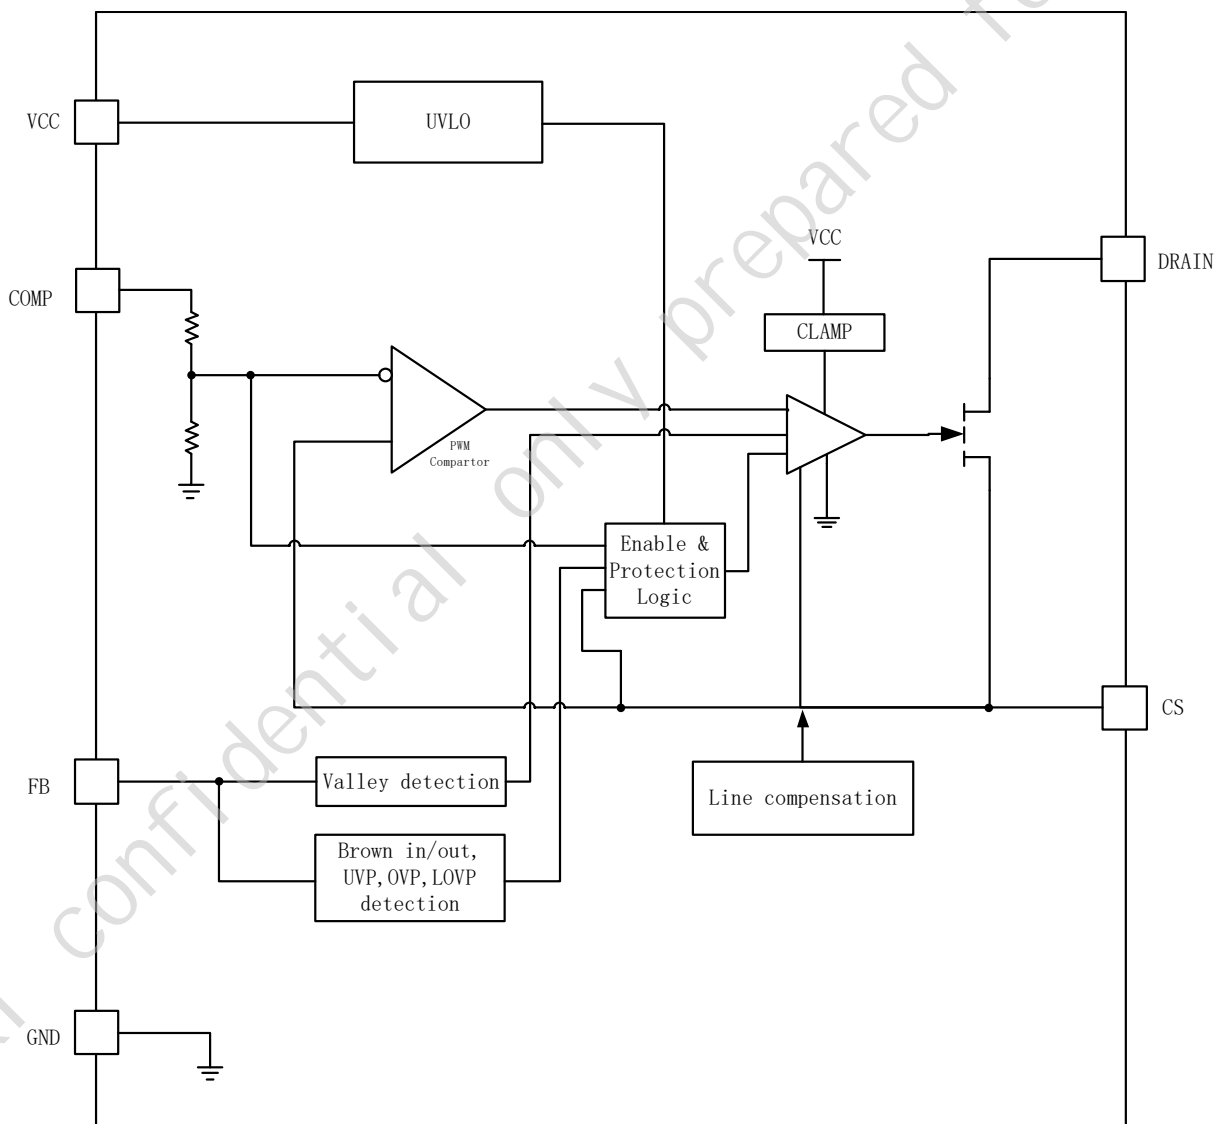 VCC
UVLO
VCC
DRAIN
COMP
CLAMP
PWM
Compartor
Enable &
Protection
Logic
CS
FB
Valley detection
Line compensation
Brown in/out,
UVP,OVP,LOVP
detection
GND
confidential only prepared